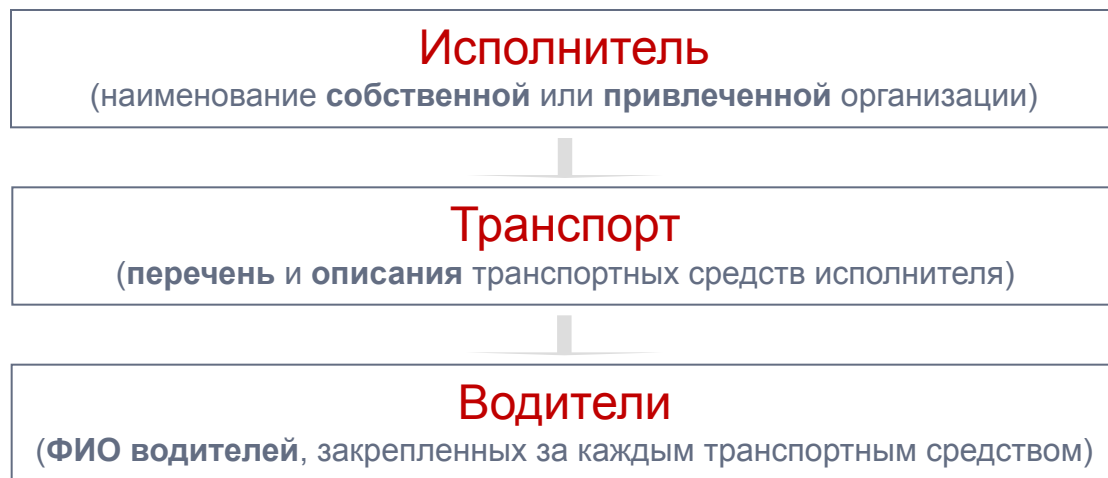 Исполнитель
(наименование собственной или привлеченной организации)
Транспорт
(перечень и описания транспортных средств исполнителя)
Водители
(ФИО водителей, закрепленных за каждым транспортным средством)